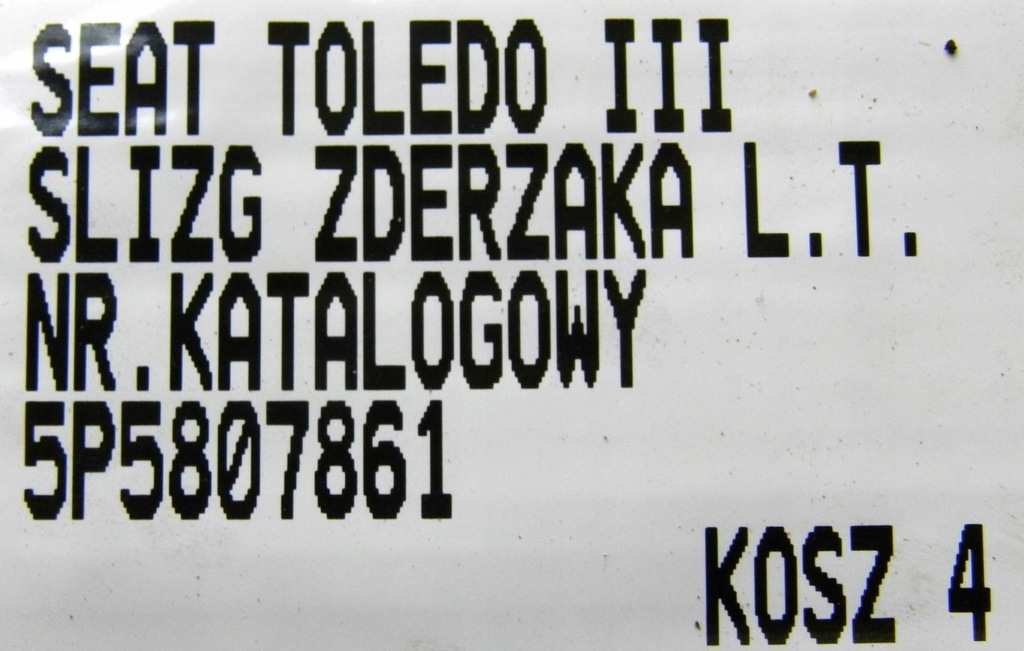 SEAT TOLEDO III
SLIZG ZDERZAKA L.T.
NR.KATALOGOWY
5P5807861
KOSZ 4